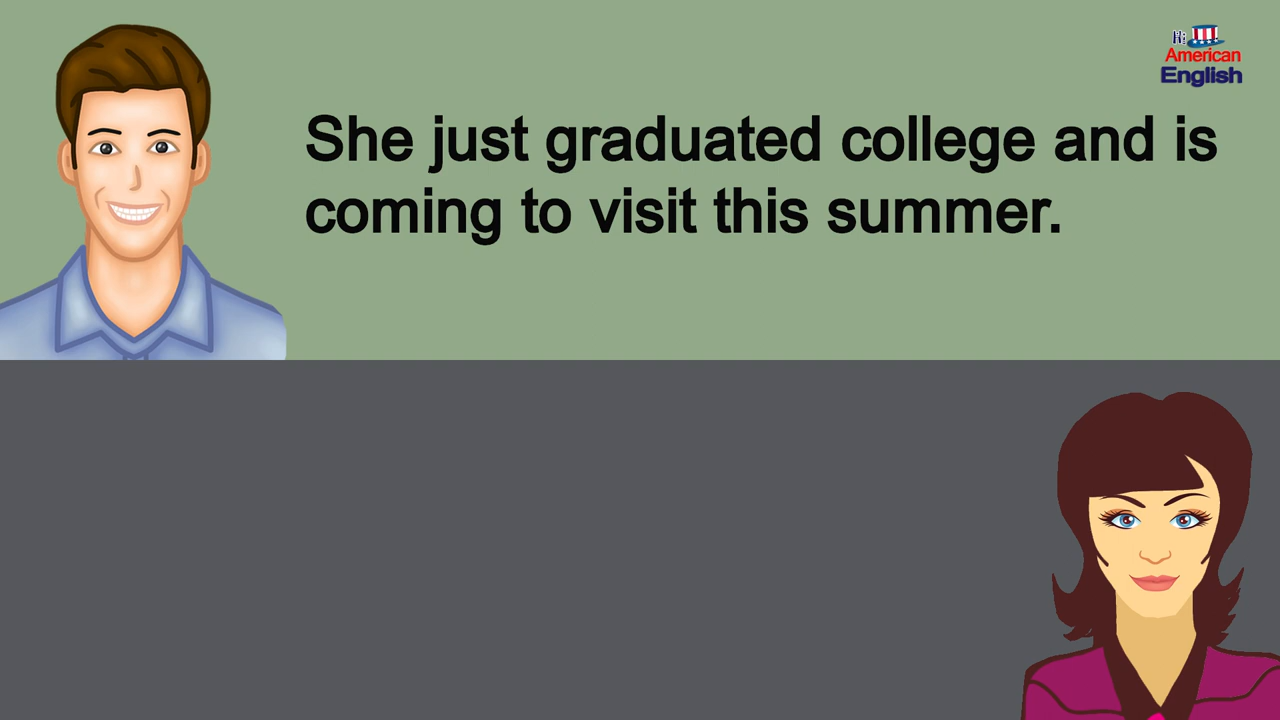 Hi
American
English
She just graduated college and is
coming to visit this summer.